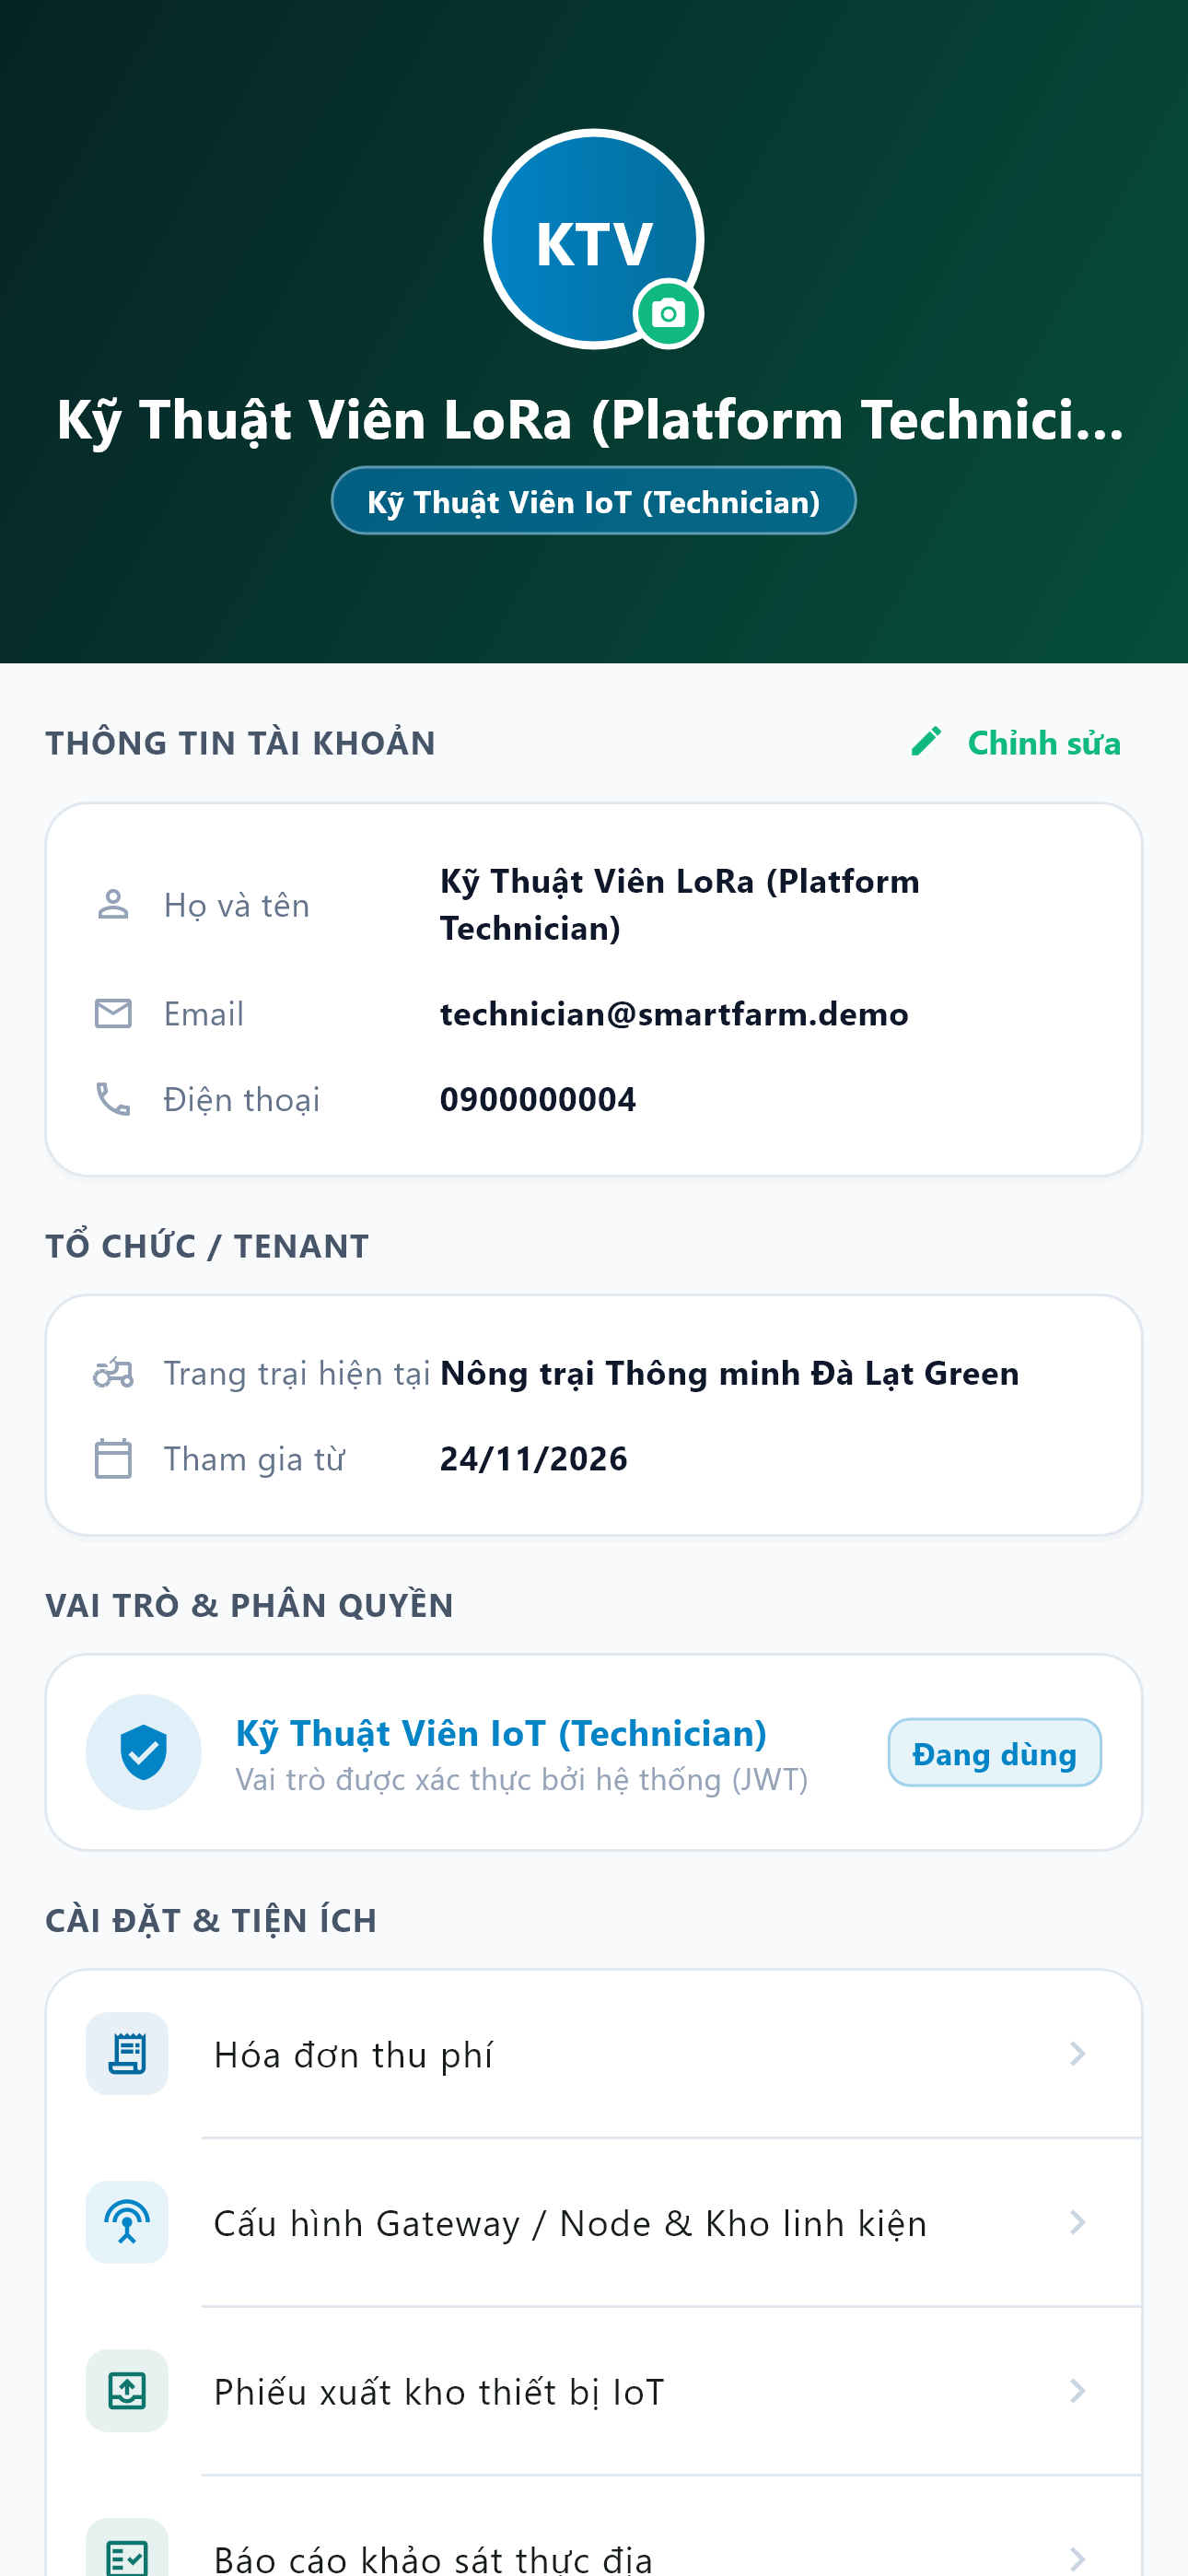 KTV
Kỹ Thuật Viên LoRa (Platform Technici...
Kỹ Thuật Viên IoT (Technician)
THÔNG TIN TÀI KHOẢN
Chỉnh sửa
Họ và tên
Kỹ Thuật Viên LoRa (Platform
Technician)
Email
technician@smartfarm.demo
Điện thoại
0900000004
TỔ CHỨC / TENANT
Trang trại hiện tại
Nông trại Thông minh Đà Lạt Green
Tham gia từ
24/11/2026
VAI TRÒ & PHÂN QUYỀN
Kỹ Thuật Viên IoT (Technician)
Vai trò được xác thực bởi hệ thống (JWT)
Đang dùng
CÀI ĐẶT & TIỆN ÍCH
Hóa đơn thu phí
Cấu hình Gateway / Node & Kho linh kiện
Phiếu xuất kho thiết bị IoT
Báo cáo khảo sát thực địa